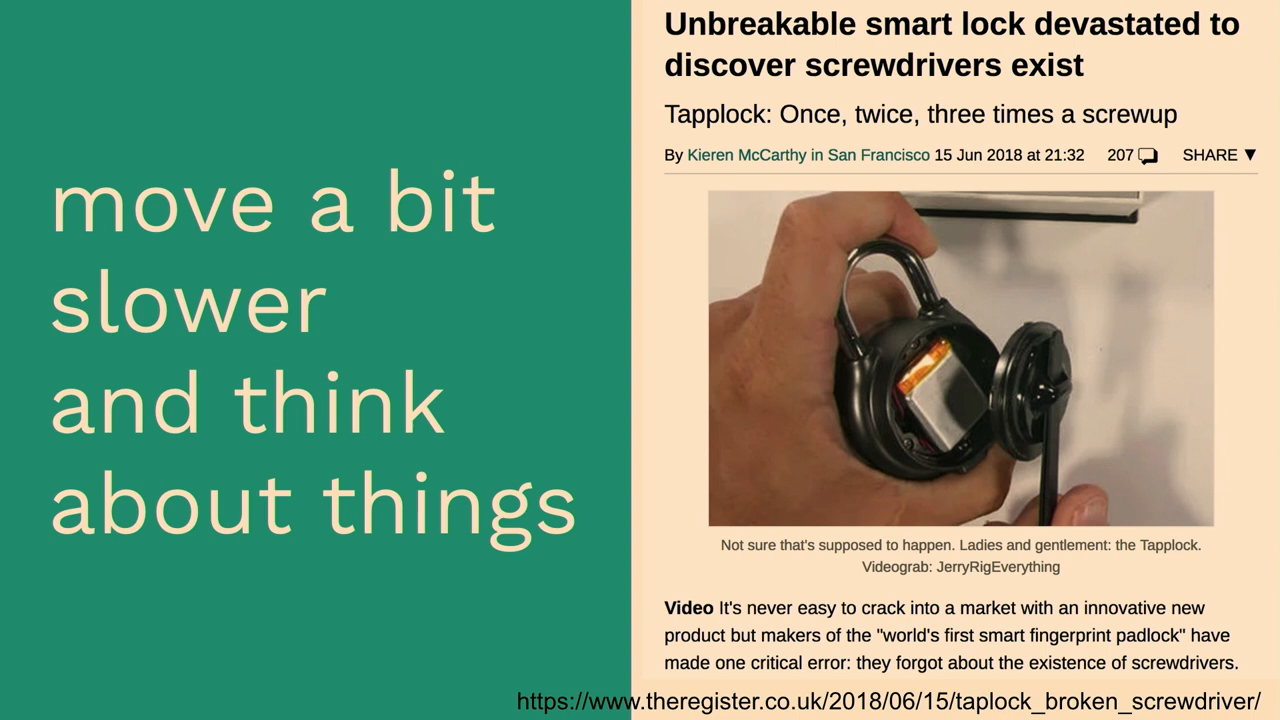 move a bit
slower
and think
about things
Unbreakable smart lock devastated to
discover screwdrivers exist
Tapplock: Once, twice, three times a screwup
By Kieren McCarthy in San Francisco 15 Jun 2018 at 21:32 207 SHARE ▼
Not sure that's supposed to happen. Ladies and gentlement: the Tapplock.
Videograb: JerryRigEverything
Video It's never easy to crack into a market with an innovative new
product but makers of the "world's first smart fingerprint padlock" have
made one critical error: they forgot about the existence of screwdrivers.
https://www.theregister.co.uk/2018/06/15/taplock_broken_screwdriver/